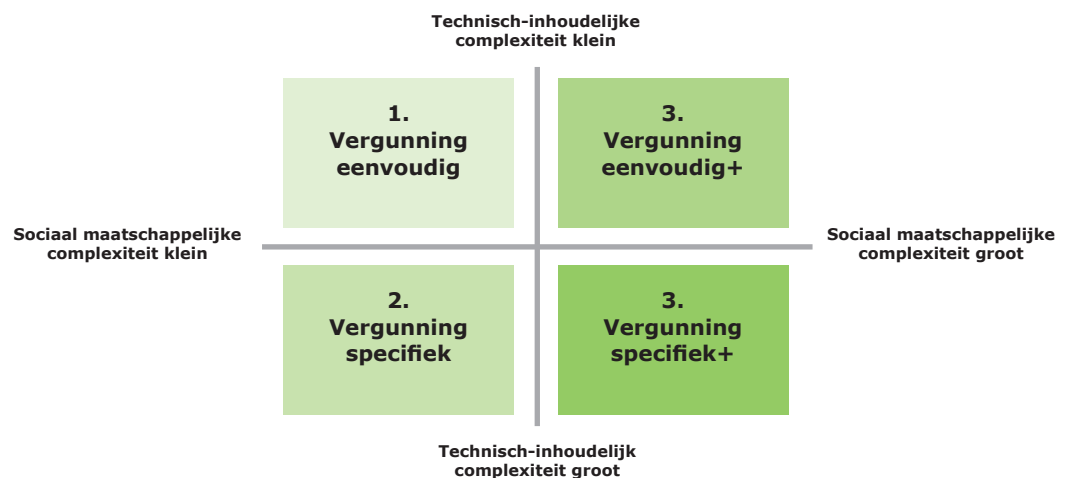 Technisch-inhoudelijke
complexiteit klein
1.
Vergunning
eenvoudig
3.
Vergunning
eenvoudig+
Sociaal maatschappelijke
complexiteit klein
Sociaal maatschappelijke
complexiteit groot
2.
Vergunning
specifiek
3.
Vergunning
specifiek+
Technisch-inhoudelijk
complexiteit groot